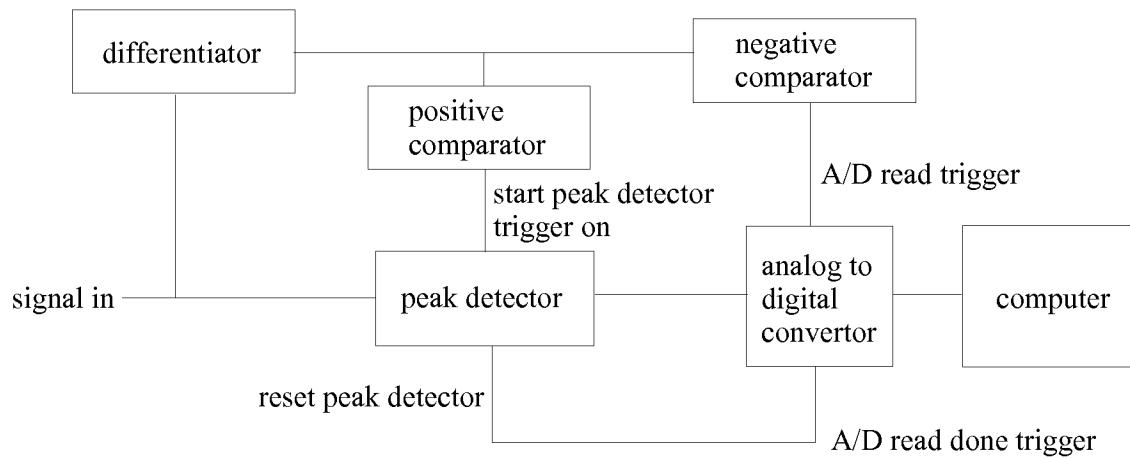 differentiator
negative
comparator
positive
comparator
A/D read trigger
start peak detector
trigger on
signal in
peak detector
analog to
digital
convertor
computer
reset peak detector
A/D read done trigger